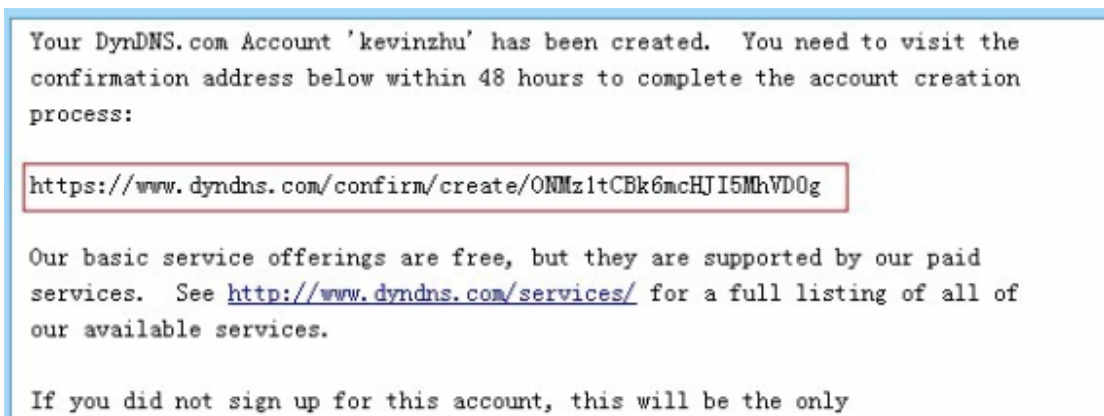 Your DynDNS.com Account 'kevinzhu' has been created.  You need to visit the
confirmation address below within 48 hours to complete the account creation
process:
https://www.dyndns.com/confirm/create/ONMz1tCBk6mcHJI5MhVD0g
Our basic service offerings are free, but they are supported by our paid
services.  See http://www.dyndns.com/services/ for a full listing of all of
our available services.
If you did not sign up for this account, this will be the only